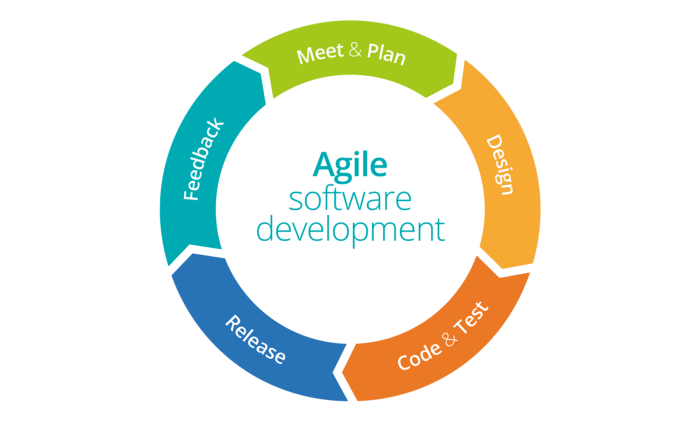 Agile
software
development
Meet & Plan
Design
Code & Test
Release
Feedback